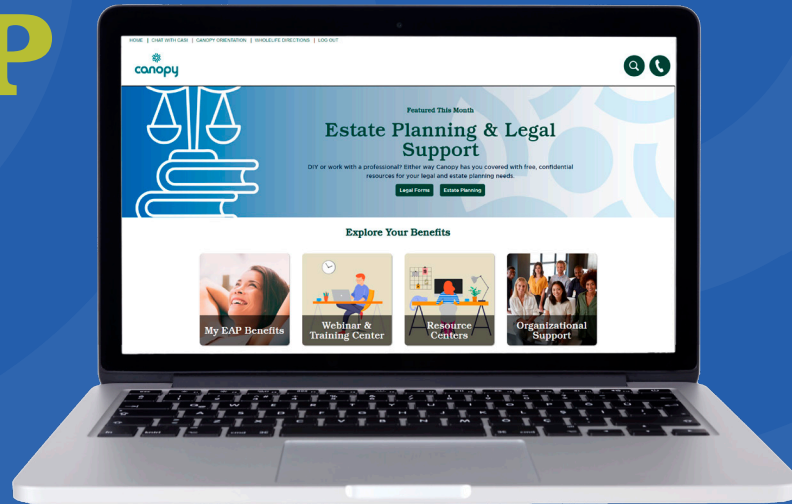 P
HOME | CHAT WITH CASI | CANOPY ORIENTATION | WHOLELIFE DIRECTIONS | LOG OUT
canopy
Featured This Month
Estate Planning & Legal
Support
DIY or work with a professional? Either way Canopy has you covered with free, confidential
resources for your legal and estate planning needs.
Legal Forms Estate Planning
Explore Your Benefits
My EAP Benefits
Webinar &
Training Center
Resource
Centers
Organizational
Support